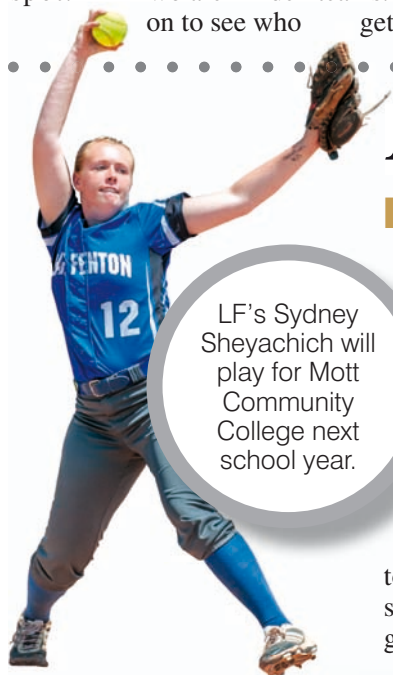 on to see who get
FENTON
12
LF's Sydney
Sheyachich will
play for Mott
Community
College next
school year.